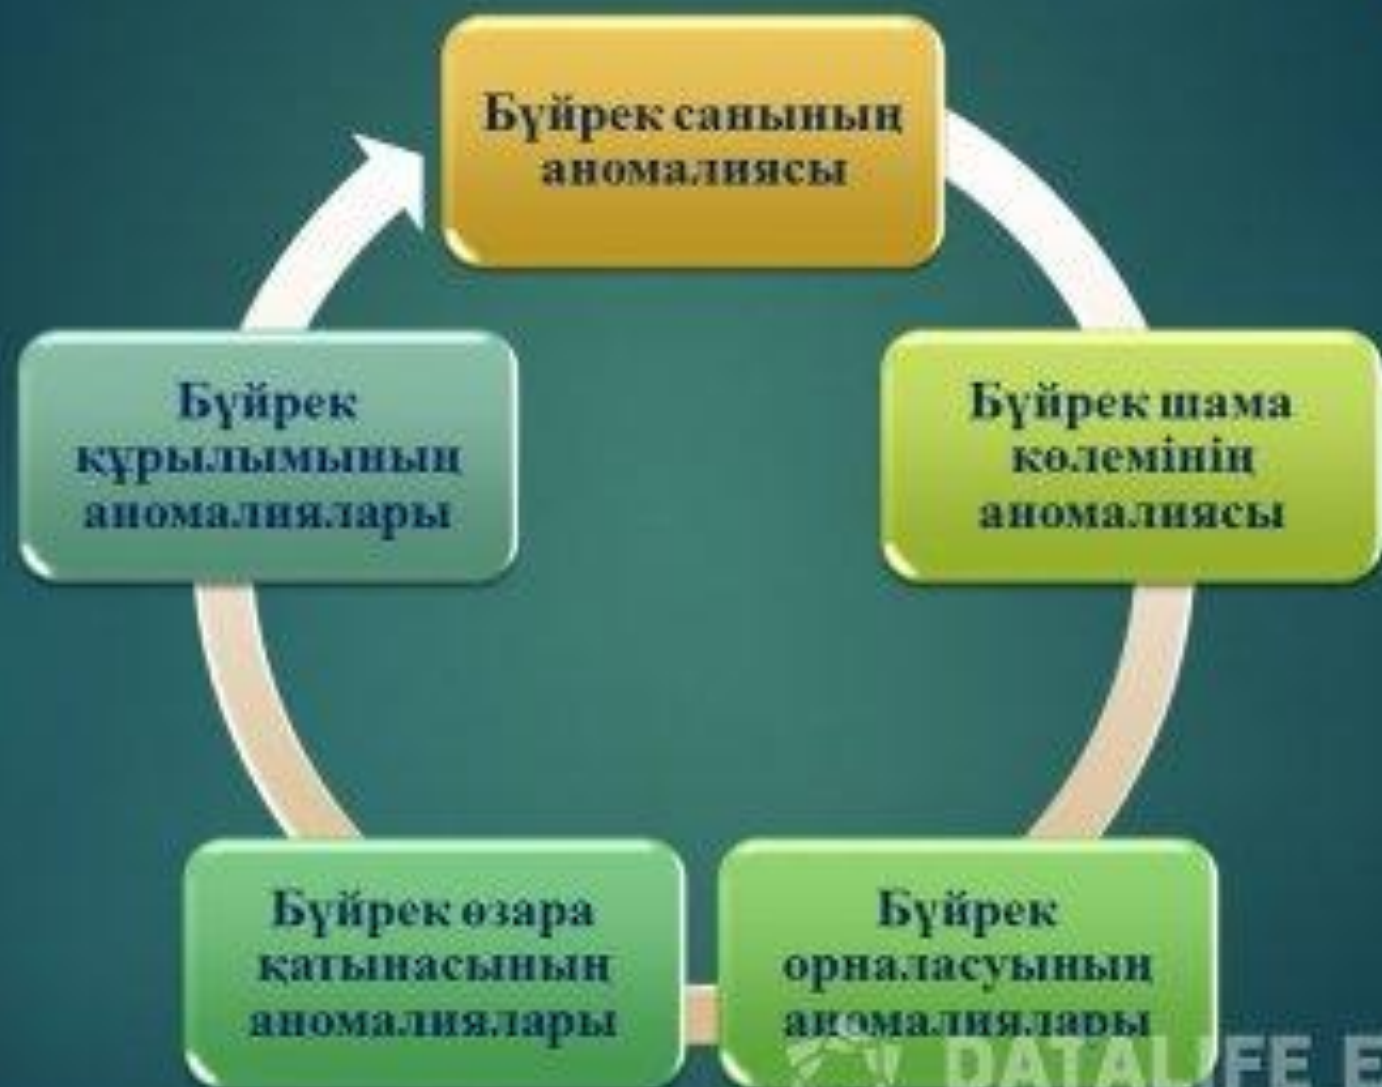 Бүйрек санының
аномалиясы
Бүйрек шама
көлемінің
аномалиясы
Бүйрек
орналасуының
аномалиялары
Бүйрек өзара
қатынасының
аномалиялары
Бүйрек
құрылымының
аномалиялары
DATALIFE E